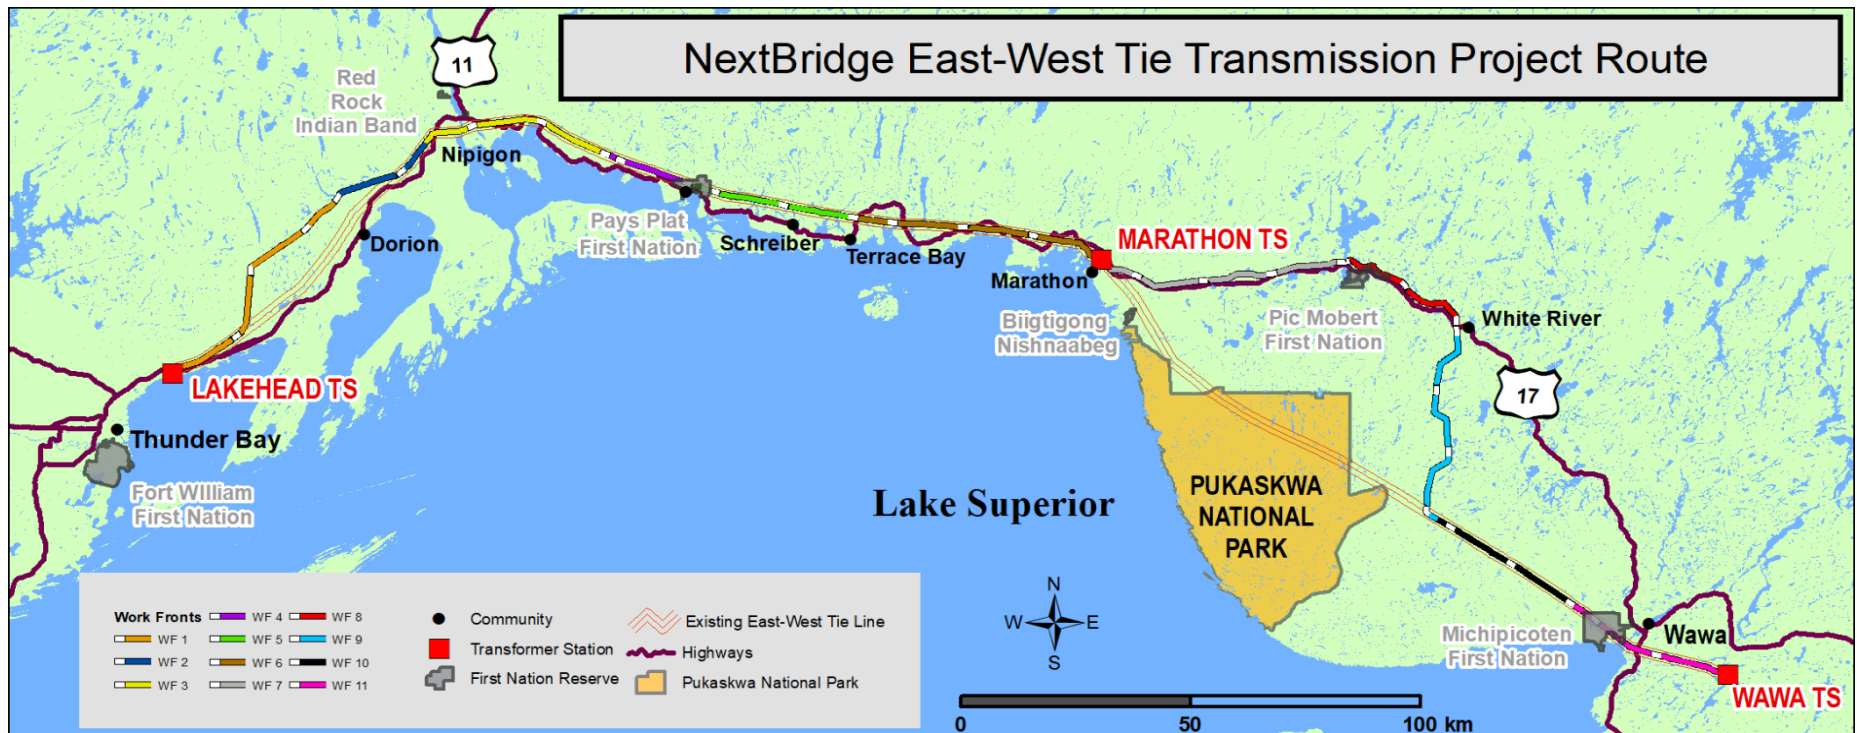 NextBridge East-West Tie Transmission Project Route
11
Red
Rock
Indian Band
Nipigon
Dorion
Pays Plat
First Nation
Schreiber
Terrace Bay
MARATHON TS
Marathon
Biigtigong
Nishnaabeg
Pic Mobert
First Nation
White River
17
LAKEHEAD TS
Thunder Bay
Fort WIlliam
First Nation
Lake Superior
PUKASKWA
NATIONAL
PARK
Michipicoten
First Nation
Wawa
WAWA TS
Work Fronts
WF 1
WF 2
WF 3
WF 4
WF 5
WF 6
WF 7
WF 8
WF 9
WF 10
WF 11
Community
Transformer Station
First Nation Reserve
Existing East-West Tie Line
Highways
Pukaskwa National Park
N
W E
S
0 50 100 km